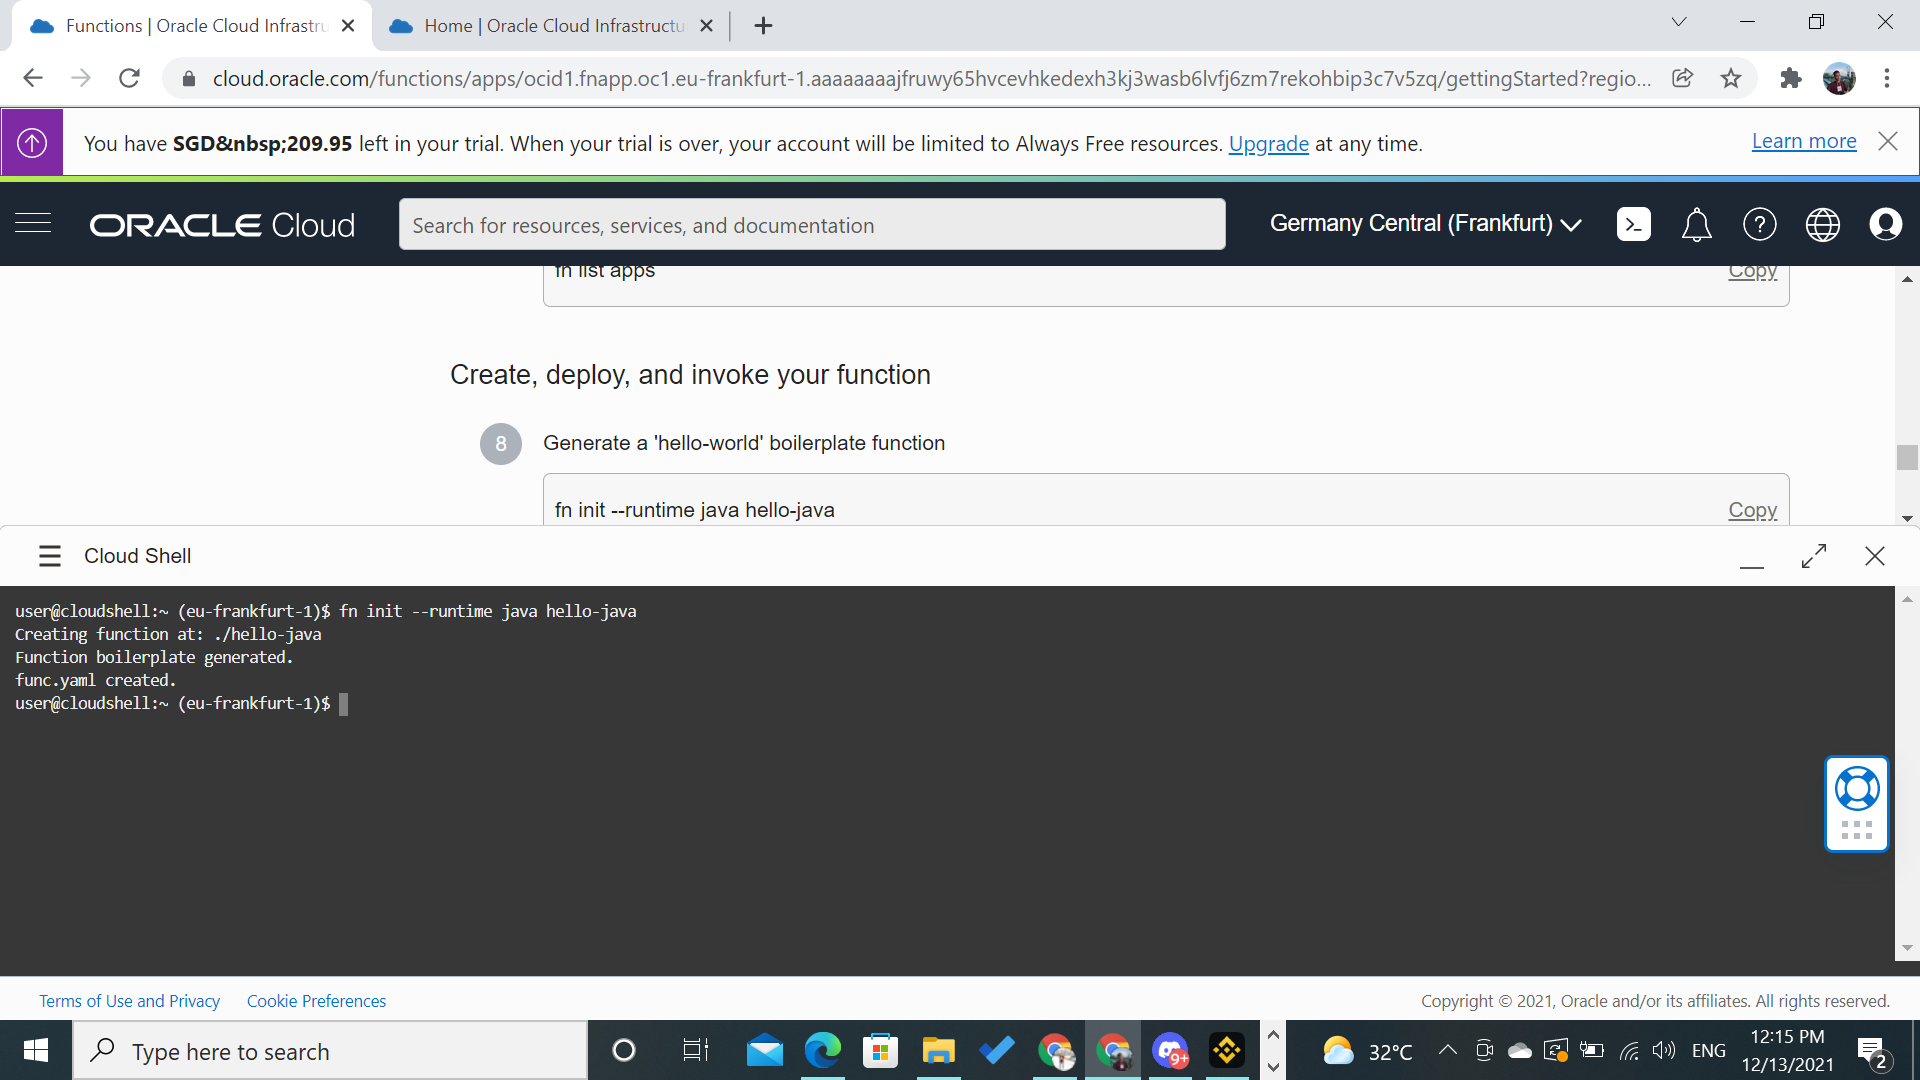 Functions | Oracle Cloud Infrastru
Home | Oracle Cloud Infrastructu
cloud.oracle.com/functions/apps/ocid1.fnapp.oc1.eu-frankfurt-1.aaaaaaaajfruwy65hvcevhkedexh3kj3wasb6lvfj6zm7rekohbip3c7v5zq/gettingStarted?regio...
You have SGD&nbsp;209.95 left in your trial. When your trial is over, your account will be limited to Always Free resources. Upgrade at any time.
Learn more
ORACLE Cloud
Search for resources, services, and documentation
Germany Central (Frankfurt)
fn list apps
Copy
Create, deploy, and invoke your function
8 Generate a 'hello-world' boilerplate function
fn init --runtime java hello-java
Copy
Cloud Shell
user@cloudshell:~ (eu-frankfurt-1)$ fn init --runtime java hello-java
Creating function at: ./hello-java
Function boilerplate generated.
func.yaml created.
user@cloudshell:~ (eu-frankfurt-1)$
Terms of Use and Privacy
Cookie Preferences
Copyright © 2021, Oracle and/or its affiliates. All rights reserved.
Type here to search
9+
32°C
ENG
12:15 PM
12/13/2021
2